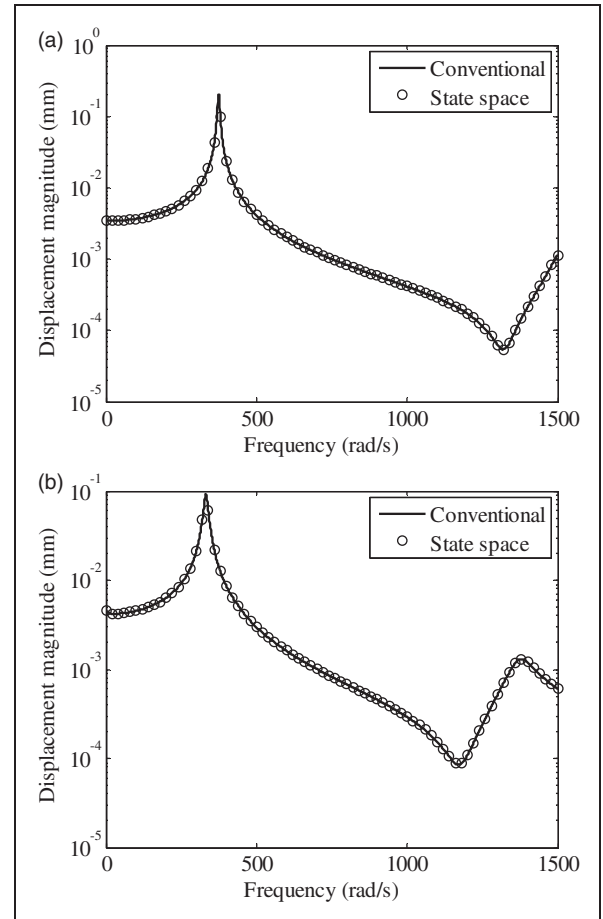 (a)
10^0
10^-1
10^-2
10^-3
10^-4
10^-5
Displacement magnitude (mm)
Conventional
State space
0 500 1000 1500
Frequency (rad/s)
(b)
10^-1
10^-2
10^-3
10^-4
10^-5
Displacement magnitude (mm)
Conventional
State space
0 500 1000 1500
Frequency (rad/s)